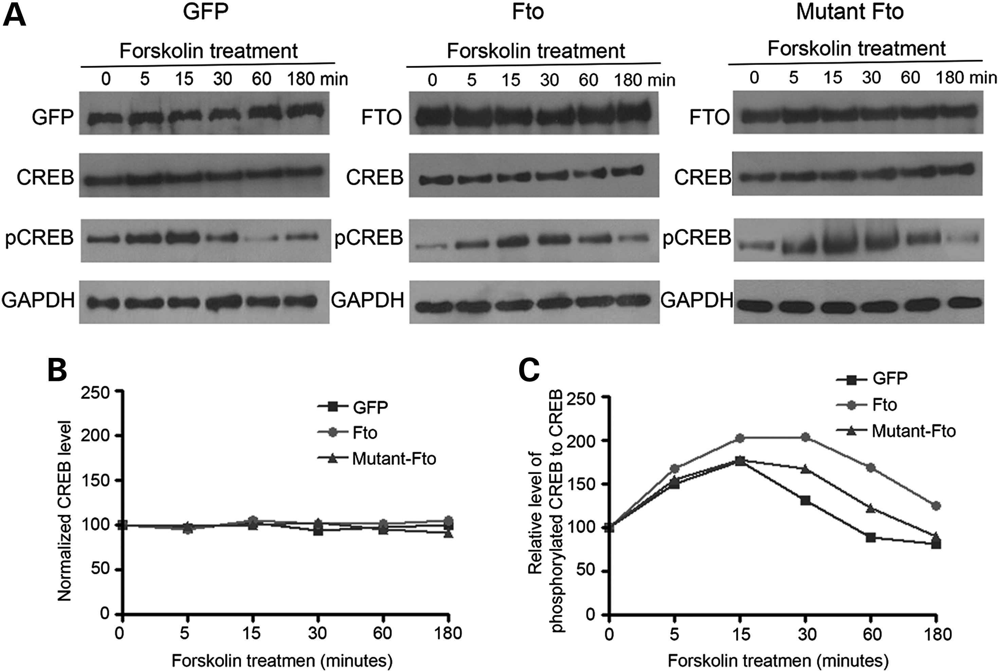 A
GFP
Fto
Mutant Fto
Forskolin treatment
Forskolin treatment
Forskolin treatment
0 5 15 30 60 180 min
0 5 15 30 60 180 min
0 5 15 30 60 180 min
GFP
FTO
FTO
CREB
CREB
CREB
pCREB
pCREB
pCREB
GAPDH
GAPDH
GAPDH
B
Normalized CREB level
250
200
150
100
50
0
GFP
Fto
Mutant-Fto
0 5 15 30 60 180
Forskolin treatmen (minutes)
C
Relative level of
phosphorylated CREB to CREB
250
200
150
100
50
0
GFP
Fto
Mutant-Fto
0 5 15 30 60 180
Forskolin treatmen (minutes)